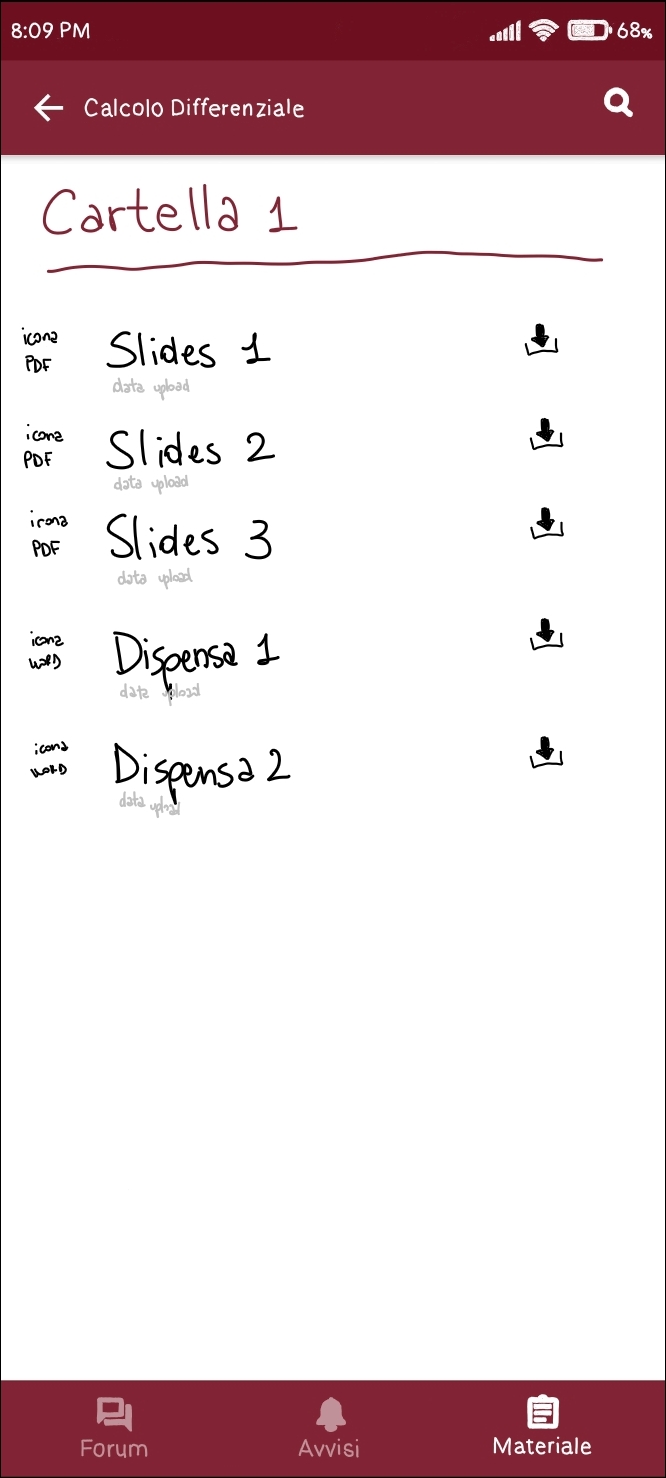 8:09 PM 68%
Calcolo Differenziale
Cartella 1
icona
PDF
Slides 1
data upload
icona
PDF
Slides 2
data upload
icona
PDF
Slides 3
data upload
icona
WORD
Dispensa 1
data upload
icona
WORD
Dispensa 2
data upload
Forum
Avvisi
Materiale